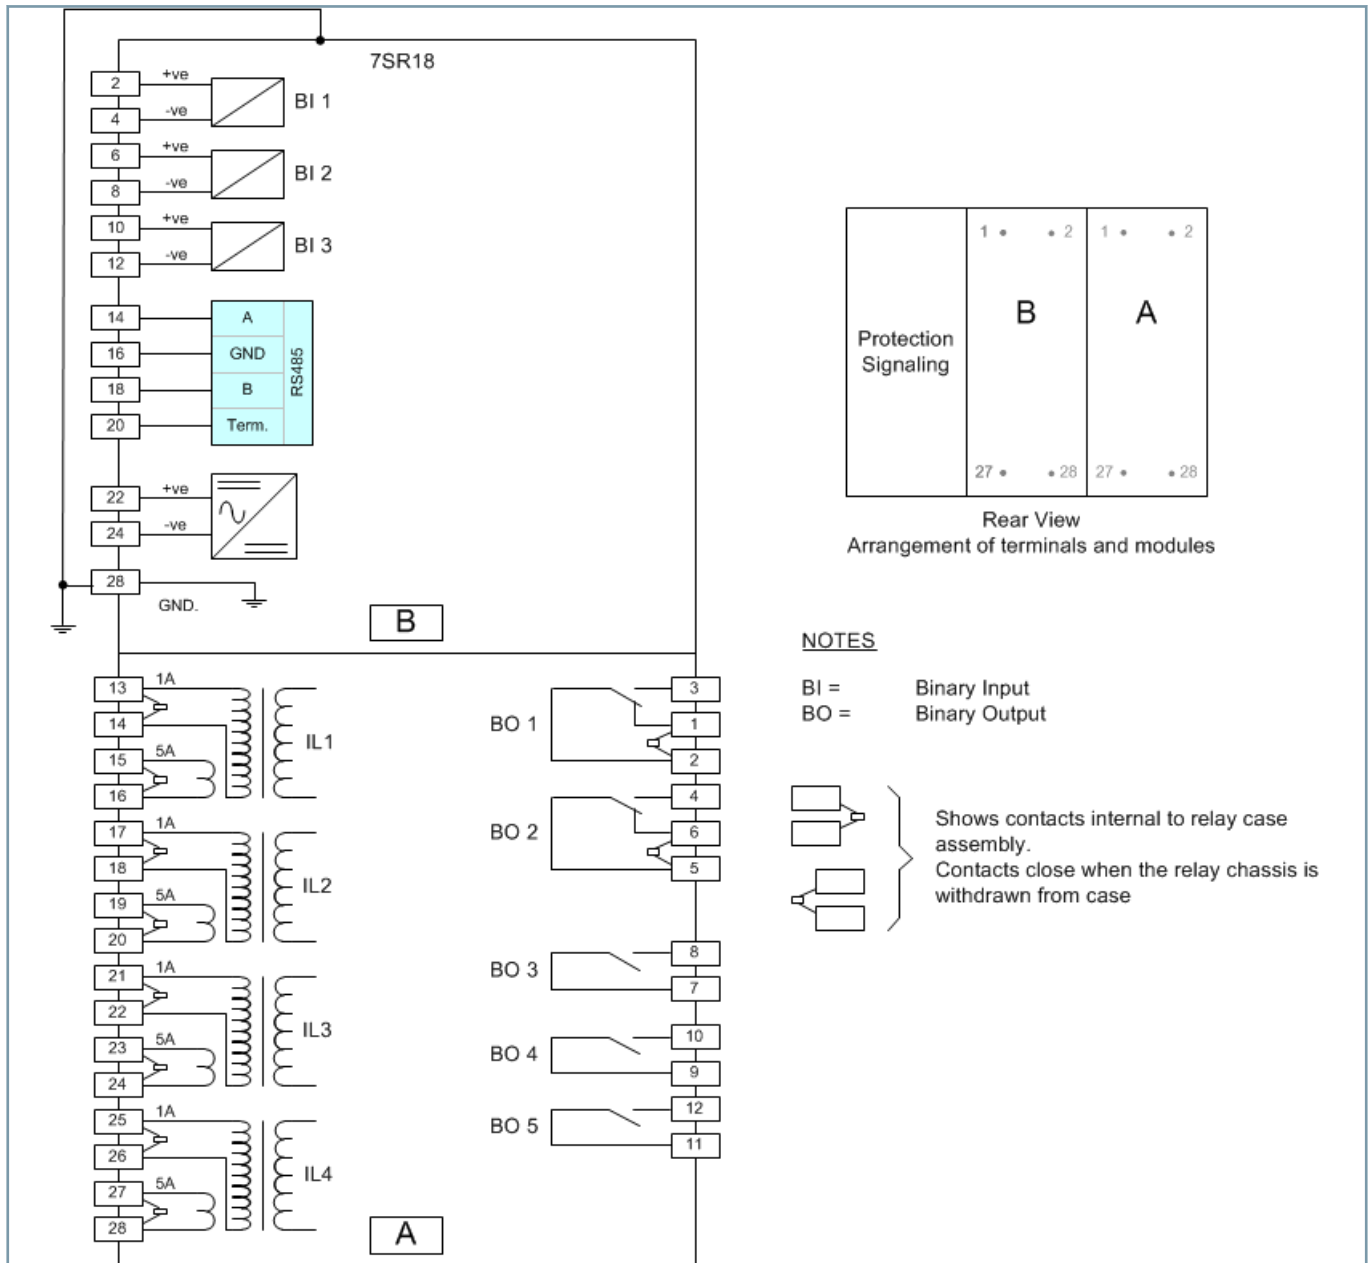 7SR18
2 +ve
BI 1
4 -ve
6 +ve
BI 2
8 -ve
10 +ve
BI 3
12 -ve
14 A
16 GND
18 B
20 Term.
RS485
22 +ve
24 -ve
28
GND.
B
13 1A
14
IL1
15 5A
16
17 1A
18
IL2
19 5A
20
21 1A
22
IL3
23 5A
24
25 1A
26
IL4
27 5A
28
A
BO 1
3
1
2
BO 2
4
6
5
BO 3
8
7
BO 4
10
9
BO 5
12
11
1 2 1 2
B A
Protection
Signaling
27 28 27 28
Rear View
Arrangement of terminals and modules
NOTES
BI = Binary Input
BO = Binary Output
Shows contacts internal to relay case
assembly.
Contacts close when the relay chassis is
withdrawn from case